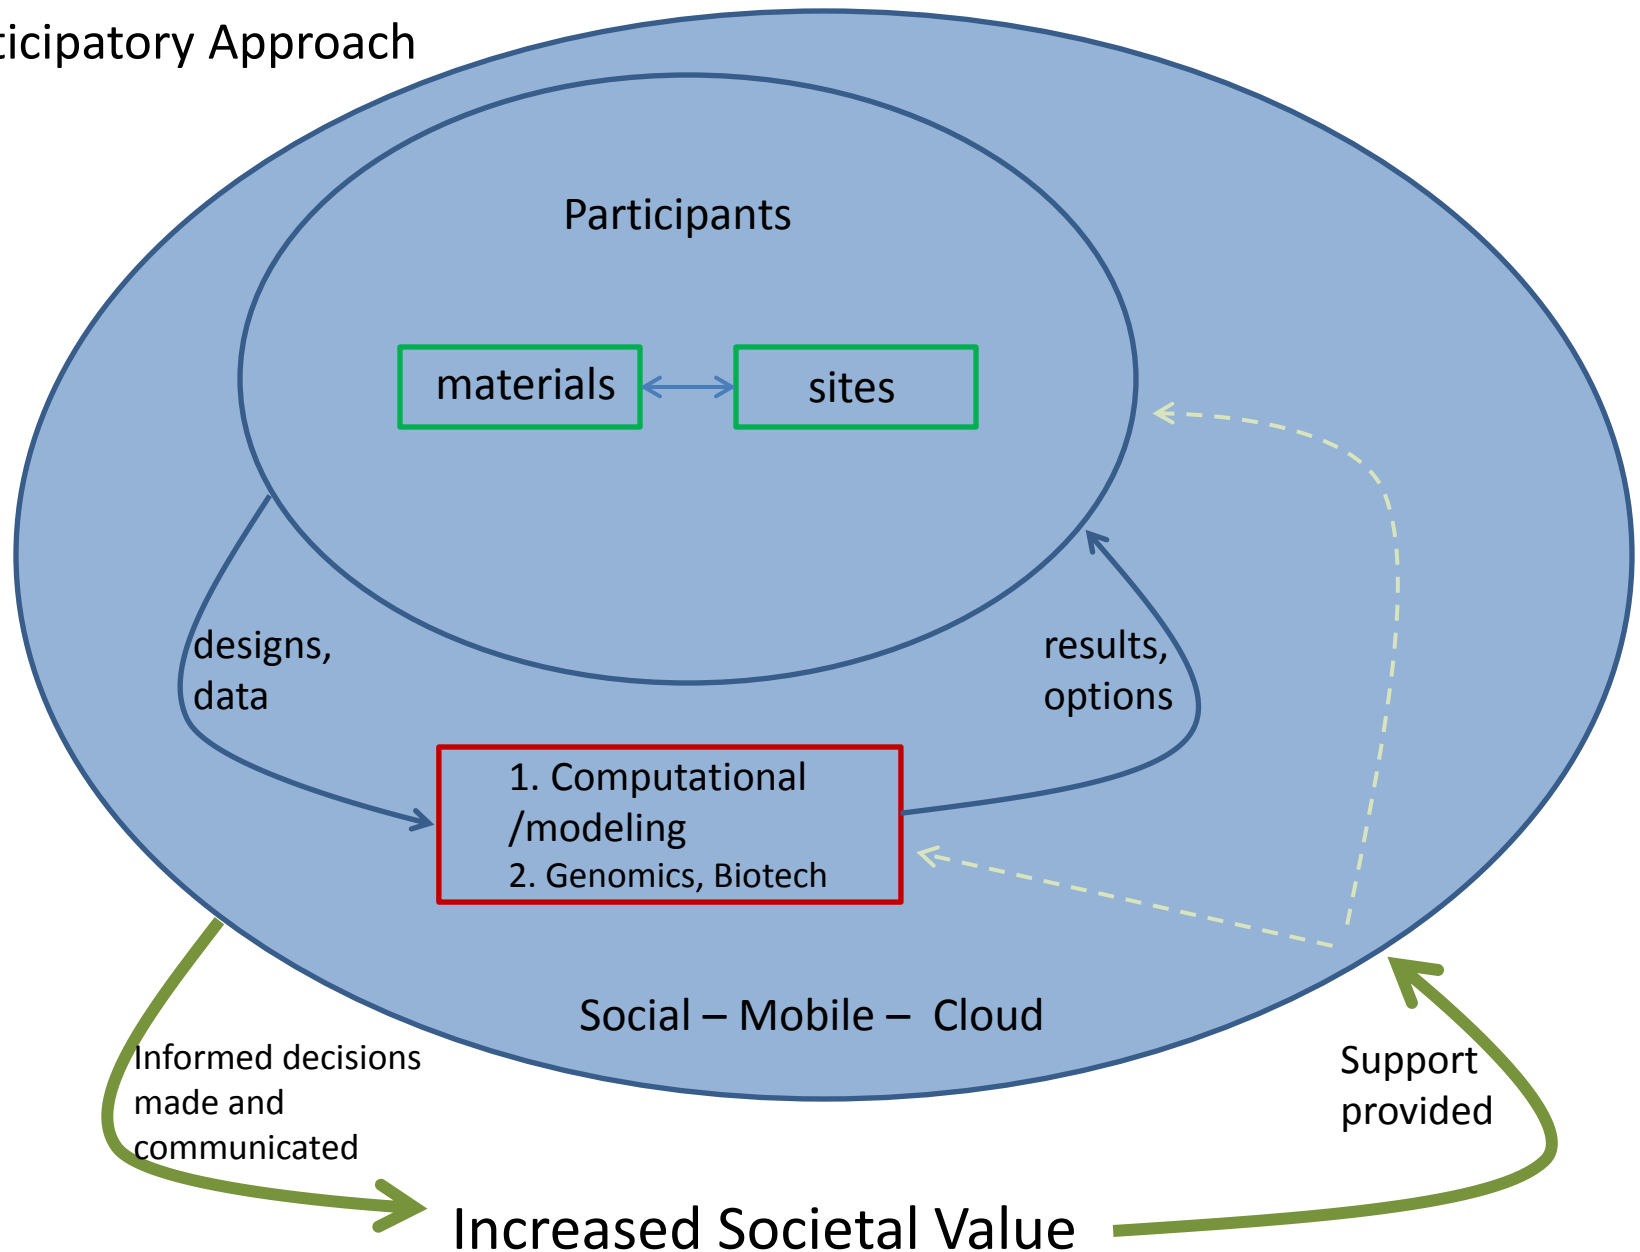 ticipatory Approach
Participants
materials
sites
designs,
data
results,
options
1. Computational
/modeling
2. Genomics, Biotech
Social – Mobile – Cloud
Informed decisions
made and
communicated
Support
provided
Increased Societal Value